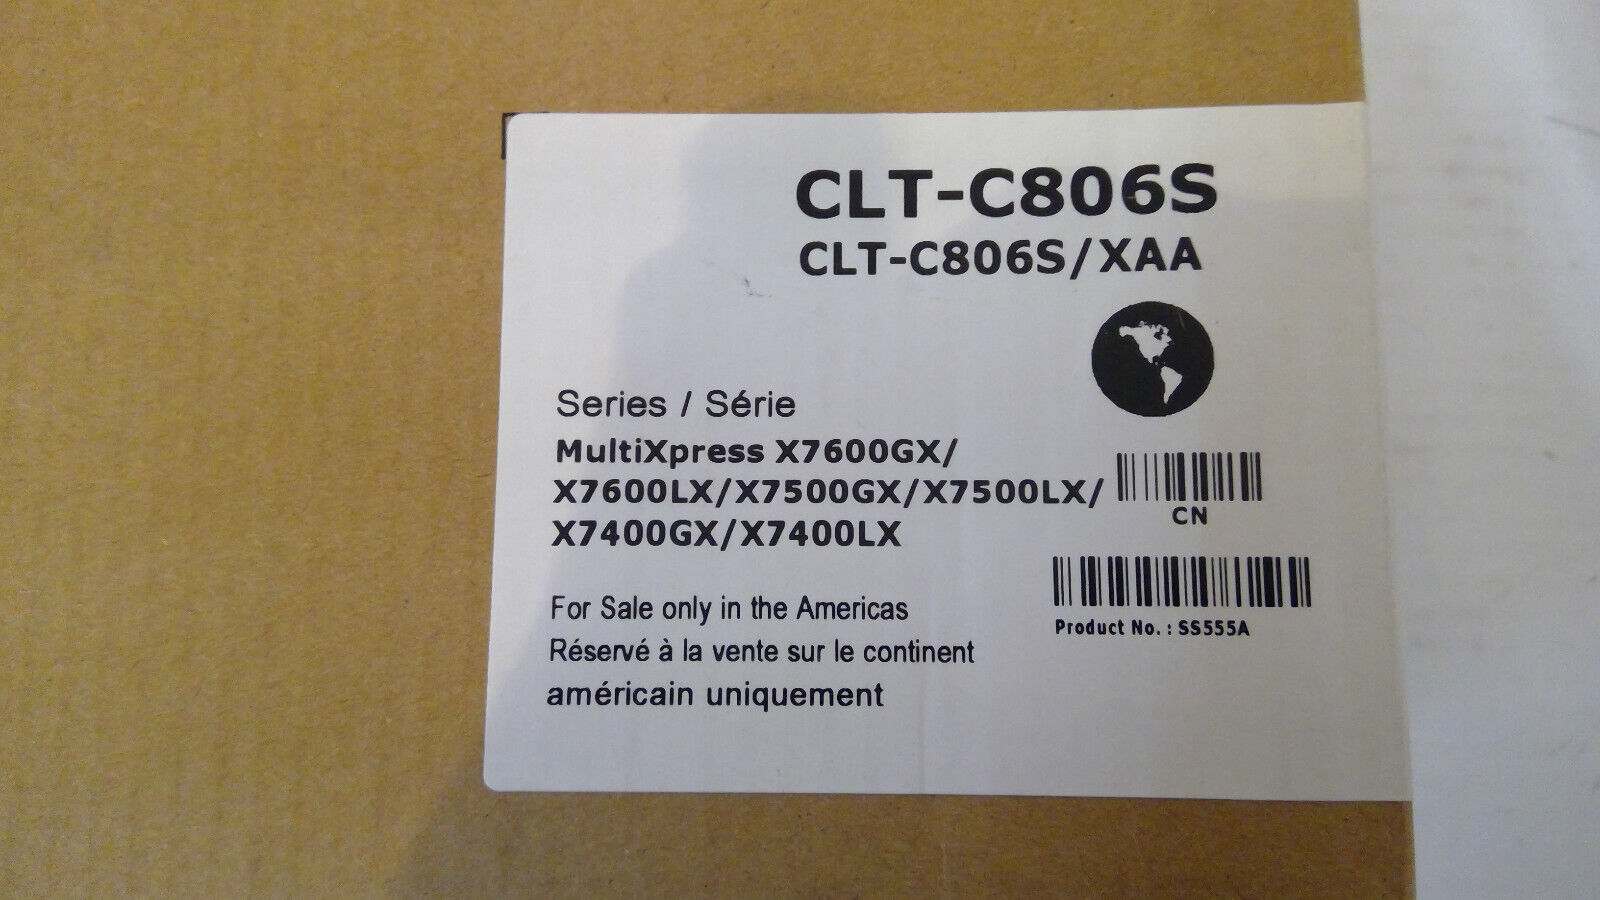 CLT-C806S
CLT-C806S/XAA
Series / Série
MultiXpress X7600GX/
X7600LX/X7500GX/X7500LX/
X7400GX/X7400LX
CN
For Sale only in the Americas
Réservé à la vente sur le continent
américain uniquement
Product No. : SS555A